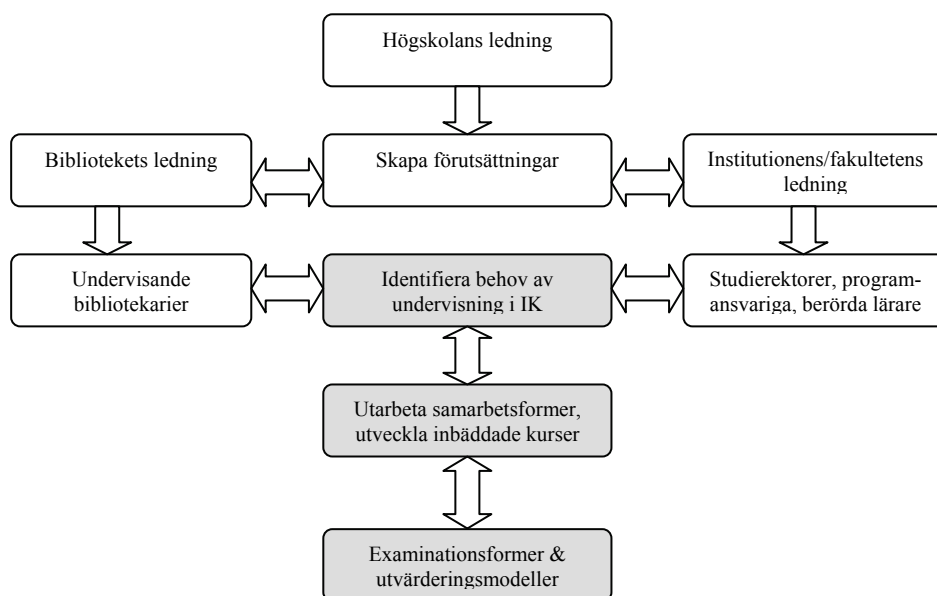 Högskolans ledning
Bibliotekets ledning
Skapa förutsättningar
Institutionens/fakultetens
ledning
Undervisande
bibliotekarier
Identifiera behov av
undervisning i IK
Studierektorer, program-
ansvariga, berörda lärare
Utarbeta samarbetsformer,
utveckla inbäddade kurser
Examinationsformer &
utvärderingsmodeller